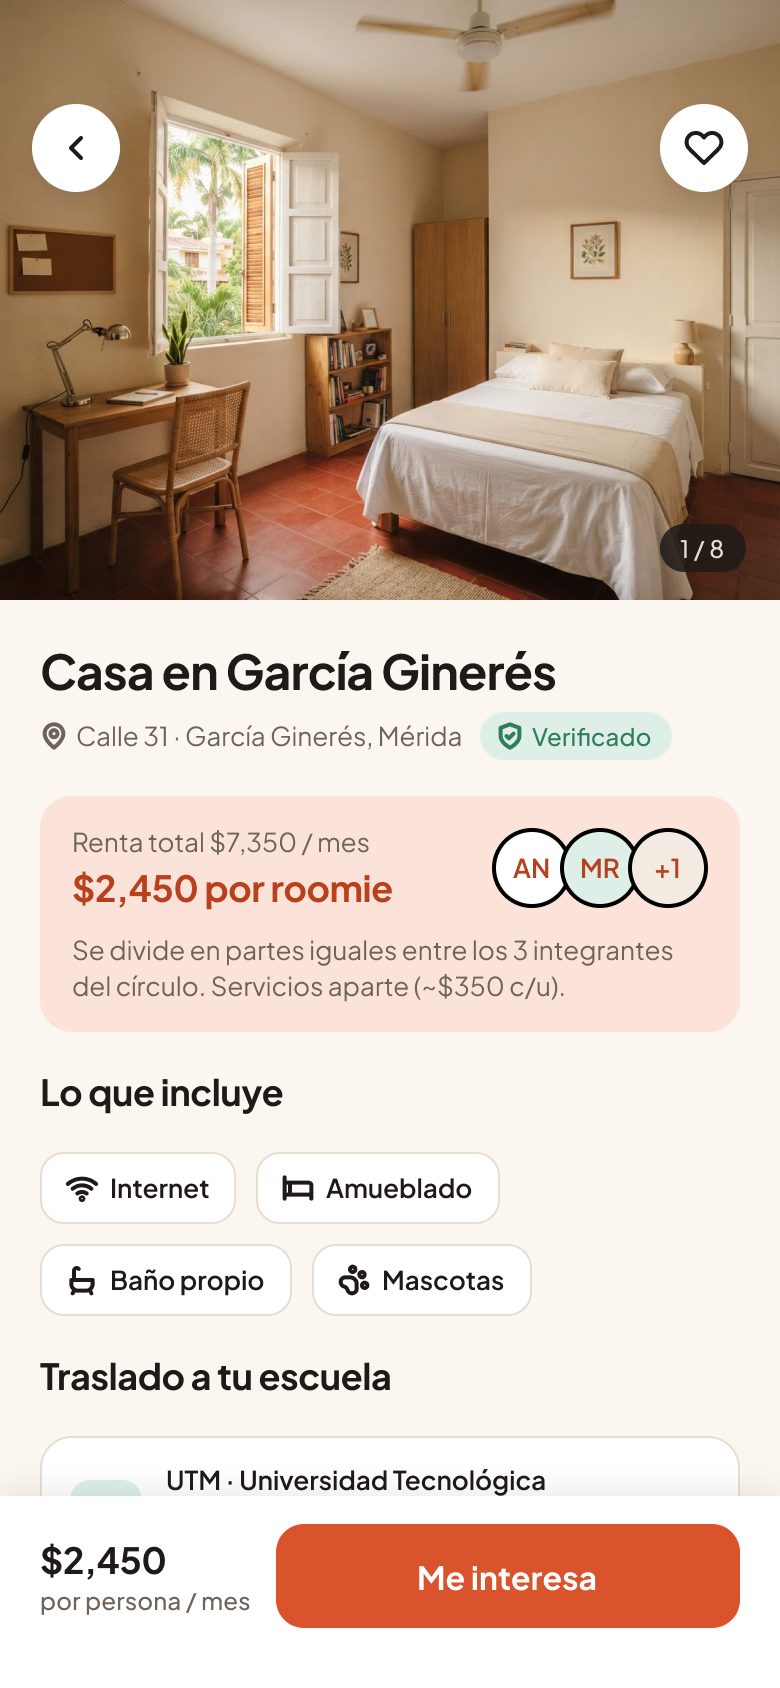 1 / 8
Casa en García Ginerés
Calle 31 · García Ginerés, Mérida
Verificado
Renta total $7,350 / mes
$2,450 por roomie
AN
MR
+1
Se divide en partes iguales entre los 3 integrantes
del círculo. Servicios aparte (~$350 c/u).
Lo que incluye
Internet
Amueblado
Baño propio
Mascotas
Traslado a tu escuela
UTM · Universidad Tecnológica
$2,450
por persona / mes
Me interesa